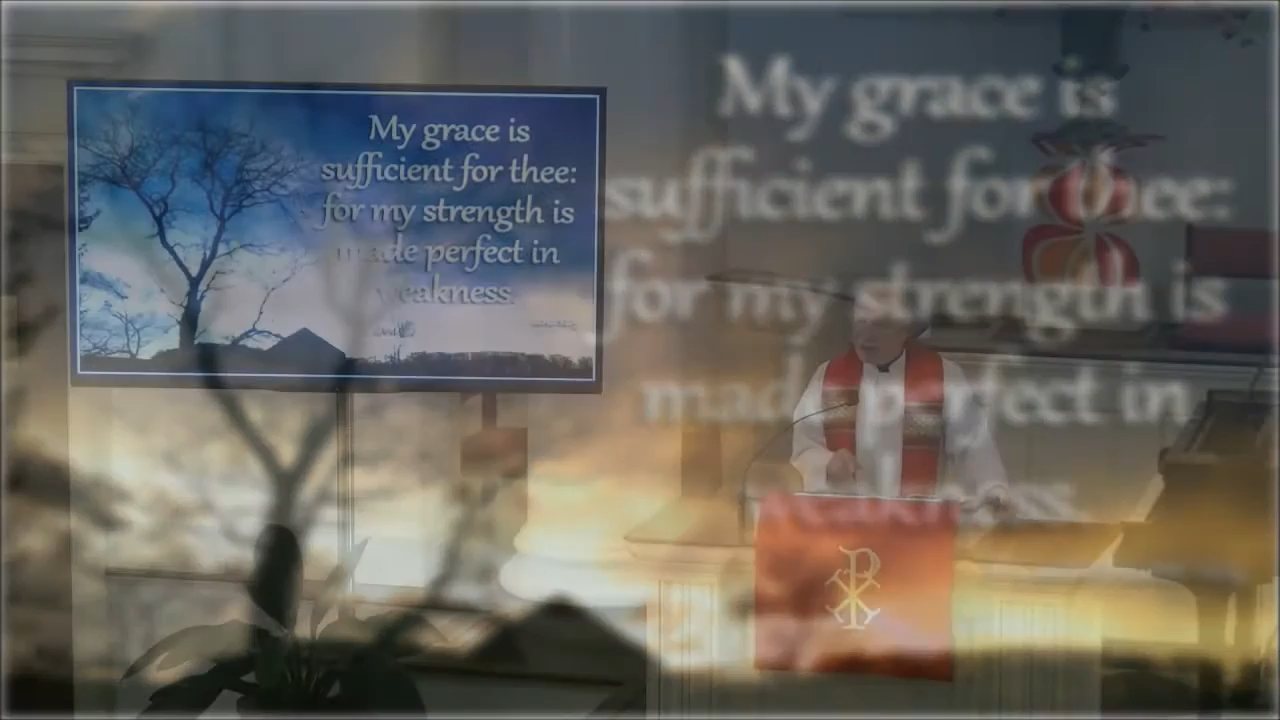 My grace is
sufficient for thee:
for my strength is
made perfect in
weakness.
My grace is
sufficient for thee:
for my strength is
made perfect in
weakness.